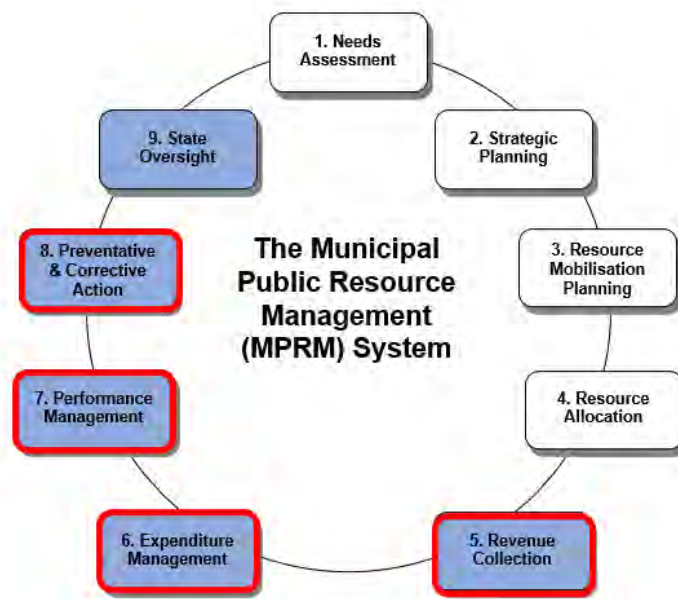 1. Needs
Assessment
2. Strategic
Planning
3. Resource
Mobilisation
Planning
4. Resource
Allocation
5. Revenue
Collection
6. Expenditure
Management
7. Performance
Management
8. Preventative
& Corrective
Action
9. State
Oversight
The Municipal
Public Resource
Management
(MPRM) System